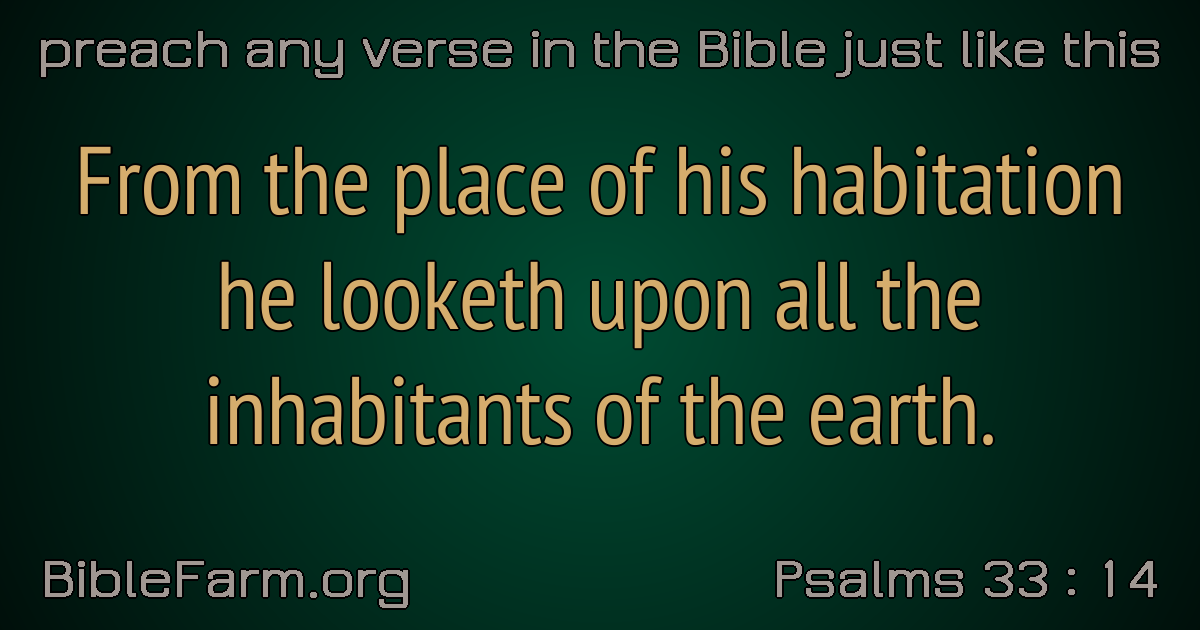 preach any verse in the Bible just like this
From the place of his habitation
he looketh upon all the
inhabitants of the earth.
BibleFarm.org
Psalms 33 : 14